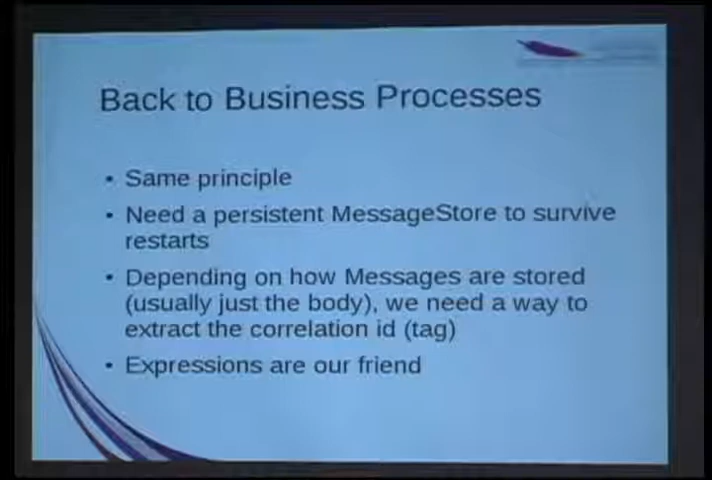 Back to Business Processes
• Same principle
• Need a persistent MessageStore to survive
restarts
• Depending on how Messages are stored
(usually just the body), we need a way to
extract the correlation id (tag)
• Expressions are our friend